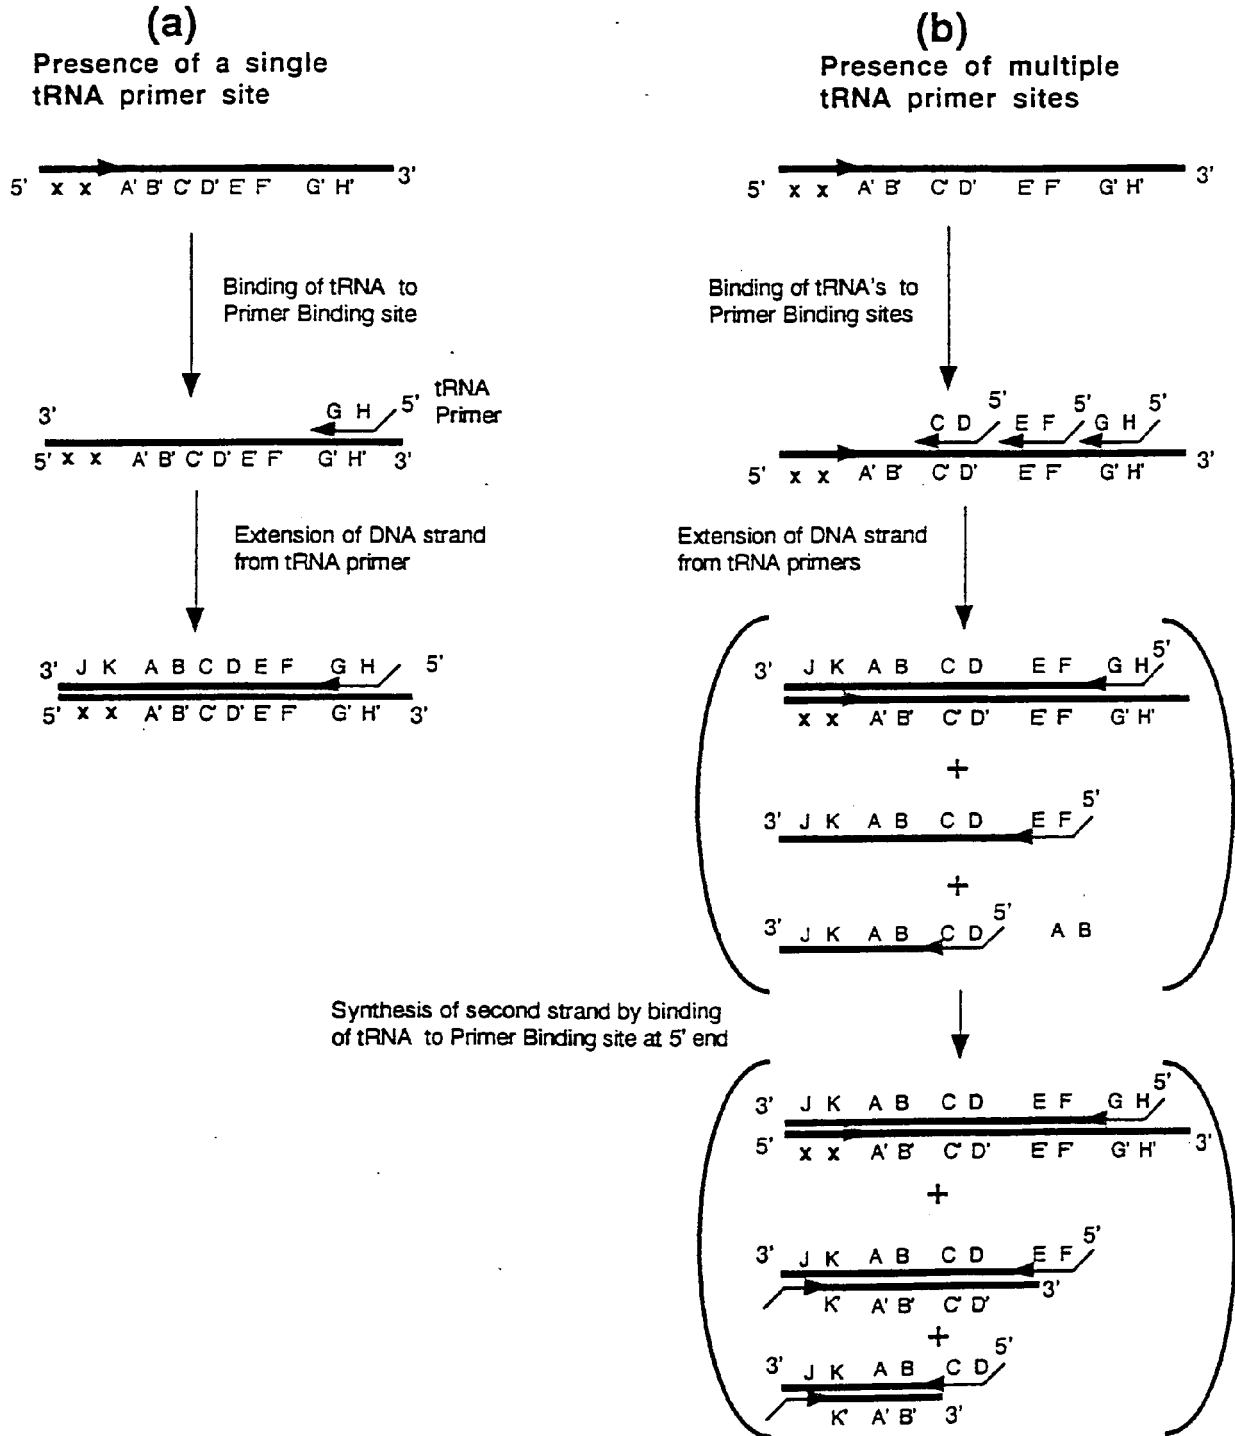 (a)
Presence of a single
tRNA primer site
5' x x A' B' C' D' E' F' G' H' 3'
Binding of tRNA to
Primer Binding site
3' G H 5' tRNA
Primer
5' x x A' B' C' D' E' F' G' H' 3'
Extension of DNA strand
from tRNA primer
3' J K A B C D E F G H 5'
5' x x A' B' C' D' E' F' G' H' 3'
(b)
Presence of multiple
tRNA primer sites
5' x x A' B' C' D' E' F' G' H' 3'
Binding of tRNA's to
Primer Binding sites
C D 5' E F 5' G H 5'
5' x x A' B' C' D' E' F' G' H' 3'
Extension of DNA strand
from tRNA primers
3' J K A B C D E F G H 5'
x x A' B' C' D' E' F' G' H'
+
3' J K A B C D E F 5'
+
3' J K A B C D 5' A B
Synthesis of second strand by binding
of tRNA to Primer Binding site at 5' end
3' J K A B C D E F G H 5'
5' x x A' B' C' D' E' F' G' H' 3'
+
3' J K A B C D E F 5'
K' A' B' C' D' 3'
+
3' J K A B C D 5'
K' A' B' 3'